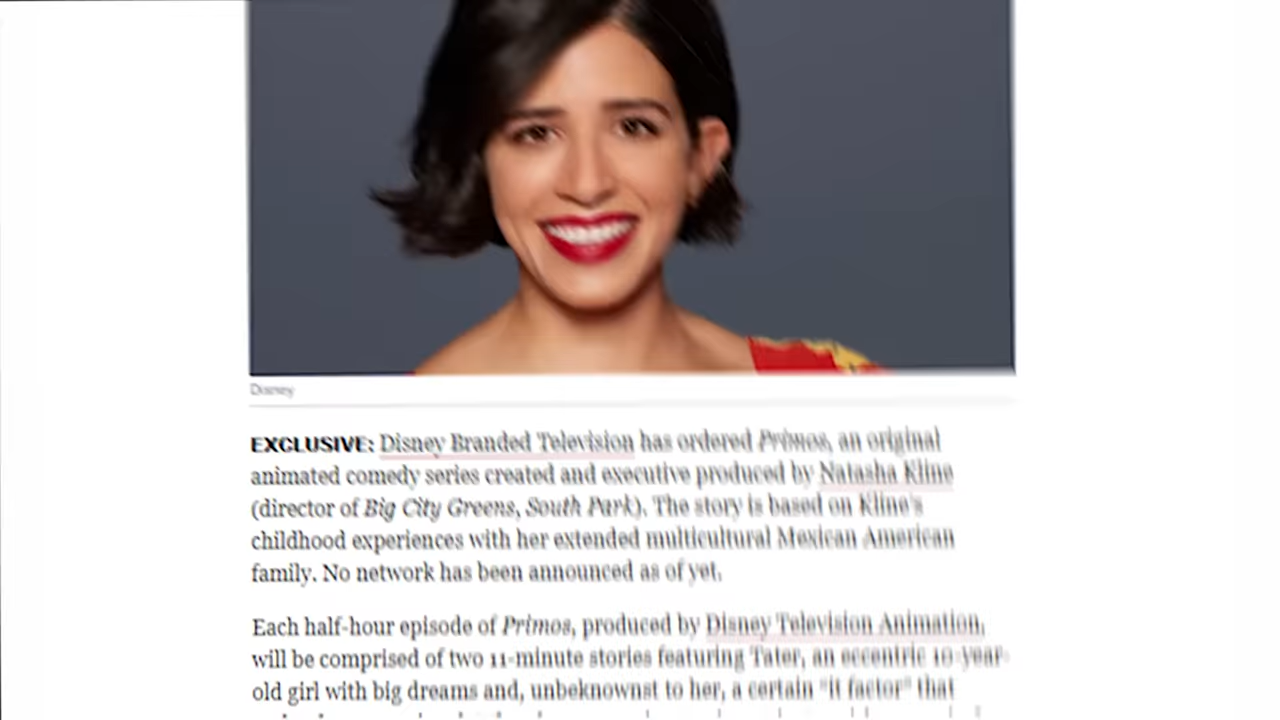 Disney
EXCLUSIVE: Disney Branded Television has ordered Primos, an original
animated comedy series created and executive produced by Natasha Kline
(director of Big City Greens, South Park). The story is based on Kline's
childhood experiences with her extended multicultural Mexican American
family. No network has been announced as of yet.
Each half-hour episode of Primos, produced by Disney Television Animation,
will be comprised of two 11-minute stories featuring Tater, an eccentric 10-year-
old girl with big dreams and, unbeknownst to her, a certain "it factor" that